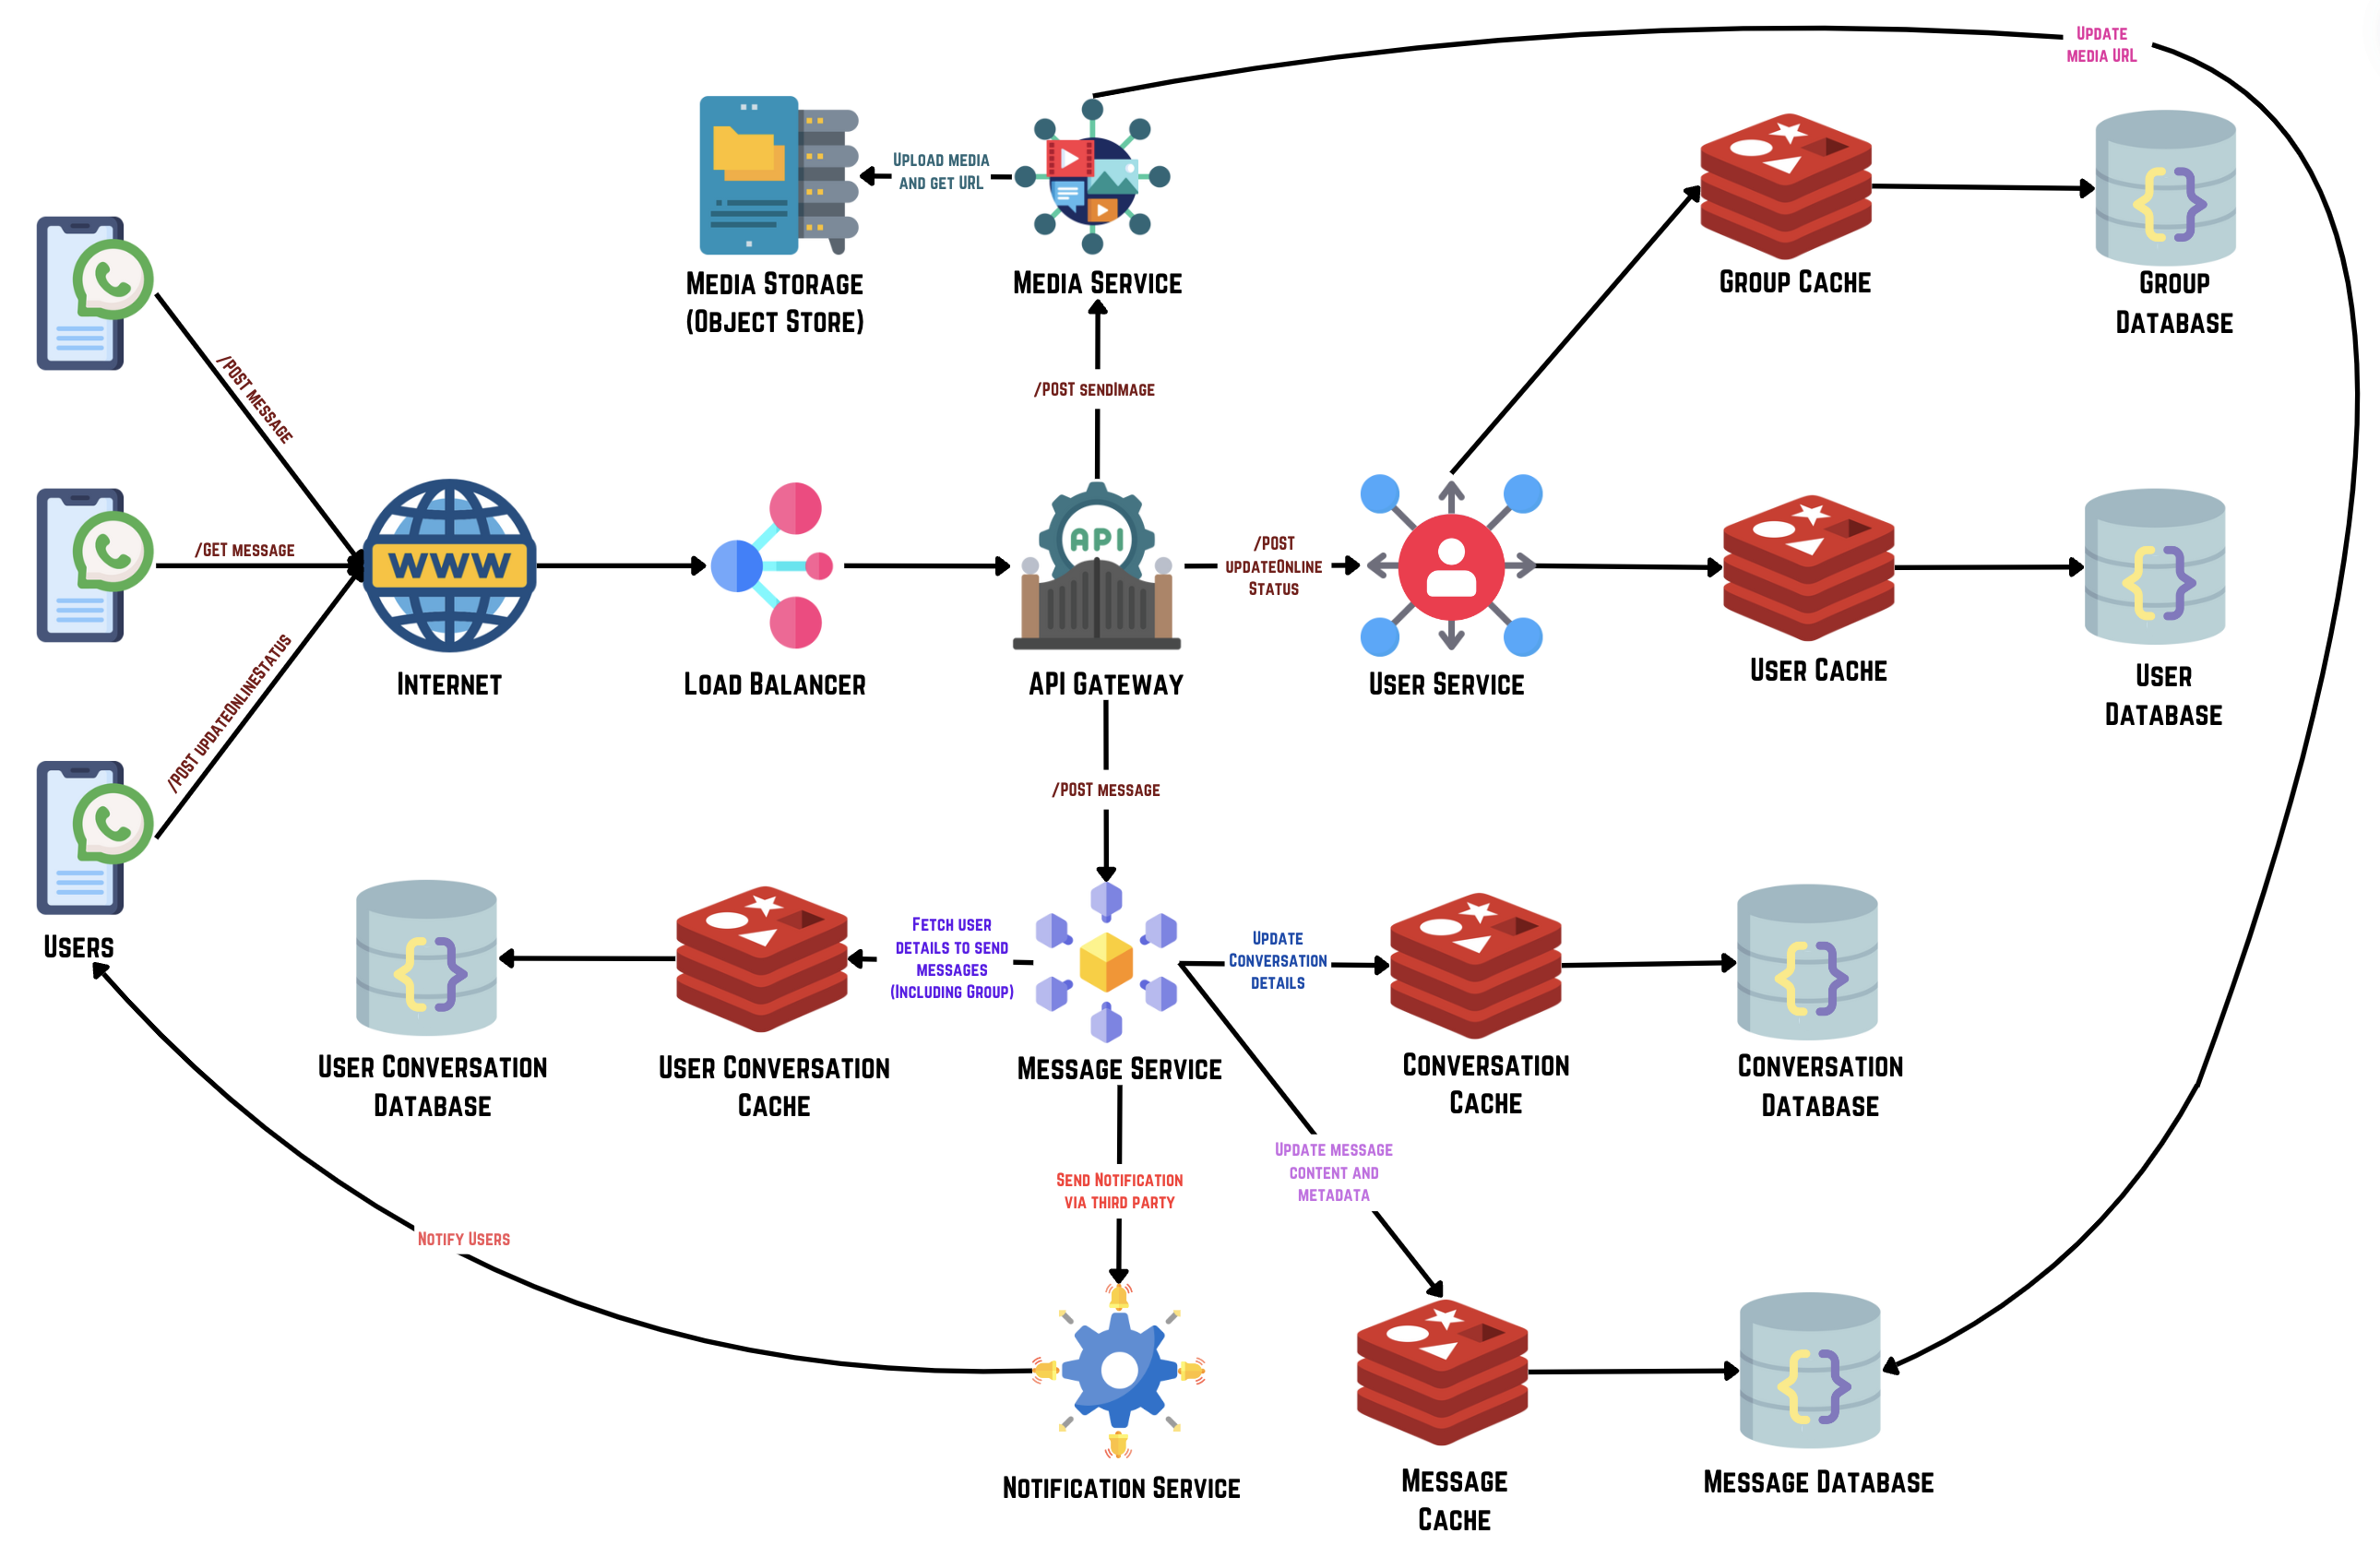 Update
media URL
Upload media
and get URL
Media Storage
(Object Store)
Media Service
Group Cache
Group
Database
/POST message
/POST sendImage
/GET message
WWW
API
/POST
updateOnline
Status
/POST updateOnlineStatus
Internet
Load Balancer
API Gateway
User Service
User Cache
User
Database
/POST message
Users
Fetch user
details to send
messages
(Including Group)
Update
Conversation
details
User Conversation
Database
User Conversation
Cache
Message Service
Conversation
Cache
Conversation
Database
Send Notification
via third party
Update message
content and
metadata
Notify Users
Notification Service
Message
Cache
Message Database